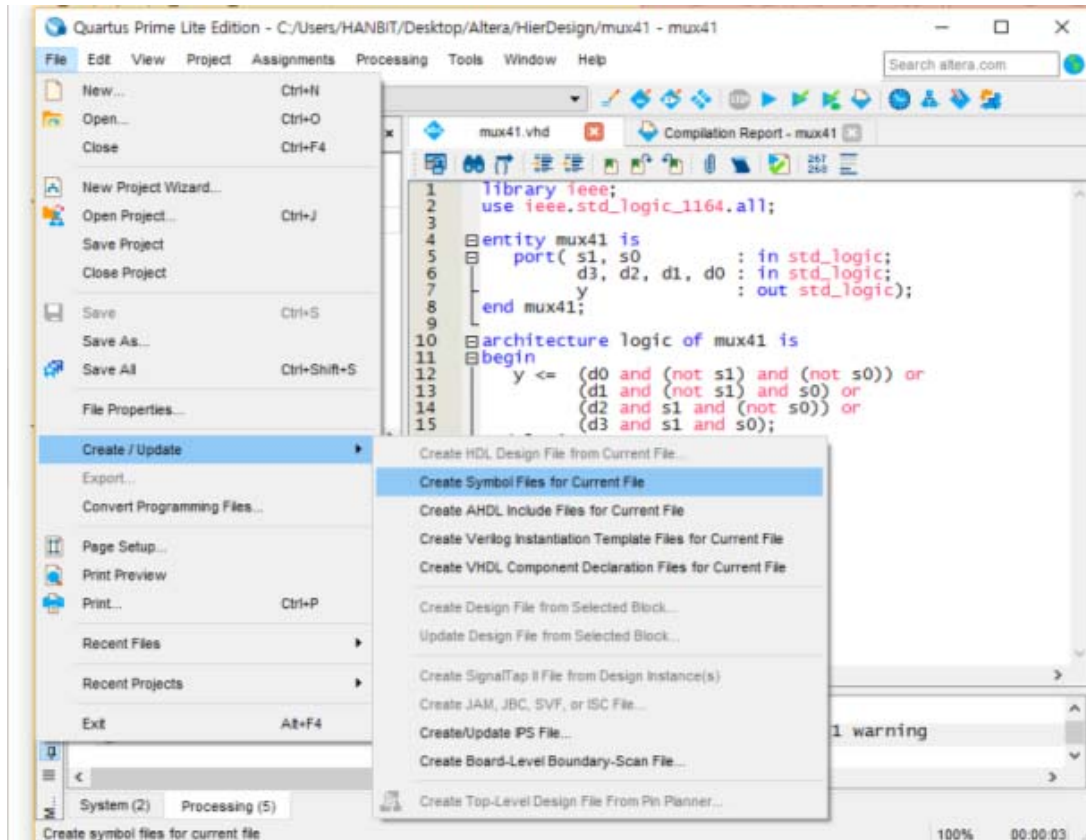 Quartus Prime Lite Edition - C:/Users/HANBIT/Desktop/Altera/HierDesign/mux41 - mux41
File Edit View Project Assignments Processing Tools Window Help
Search altera.com
New... Ctrl+N
Open... Ctrl+O
Close Ctrl+F4
New Project Wizard...
Open Project... Ctrl+J
Save Project
Close Project
Save Ctrl+S
Save As...
Save All Ctrl+Shift+S
File Properties...
Create / Update
Export...
Convert Programming Files...
Page Setup...
Print Preview
Print... Ctrl+P
Recent Files
Recent Projects
Exit Alt+F4
mux41.vhd Compilation Report - mux41
267
268
1 library ieee;
2 use ieee.std_logic_1164.all;
3
4 entity mux41 is
5 port( s1, s0 : in std_logic;
6 d3, d2, d1, d0 : in std_logic;
7 y : out std_logic);
8 end mux41;
9
10 architecture logic of mux41 is
11 begin
12 y <= (d0 and (not s1) and (not s0)) or
13 (d1 and (not s1) and s0) or
14 (d2 and s1 and (not s0)) or
15 (d3 and s1 and s0);
Create HDL Design File from Current File...
Create Symbol Files for Current File
Create AHDL Include Files for Current File
Create Verilog Instantiation Template Files for Current File
Create VHDL Component Declaration Files for Current File
Create Design File from Selected Block...
Update Design File from Selected Block...
Create SignalTap II File from Design Instance(s)
Create JAM, JBC, SVF, or ISC File...
Create/Update IPS File...
Create Board-Level Boundary-Scan File...
Create Top-Level Design File From Pin Planner...
1 warning
M... System (2) Processing (5)
Create symbol files for current file 100% 00:00:03